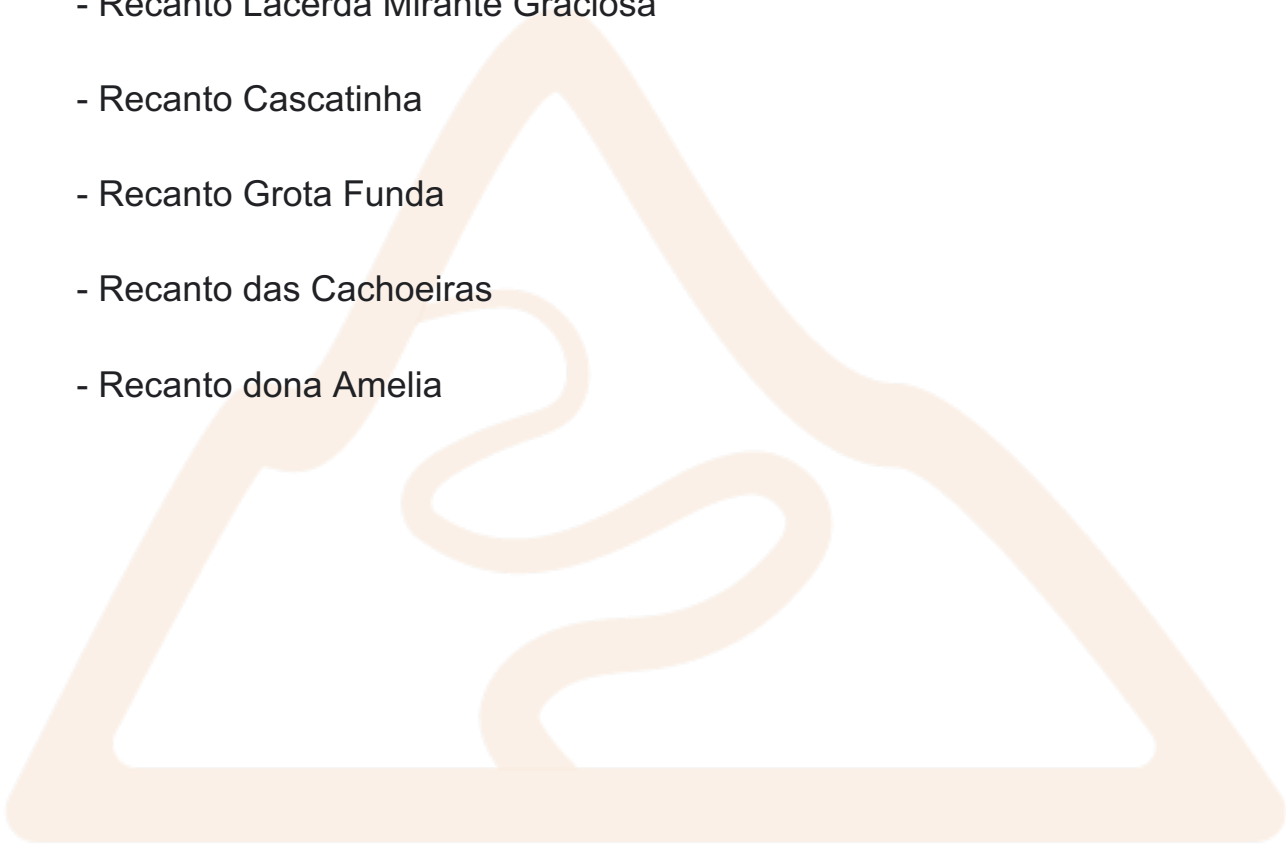 - Recanto Lacerda Mirante Graciosa
- Recanto Cascatinha
- Recanto Grota Funda
- Recanto das Cachoeiras
- Recanto dona Amelia